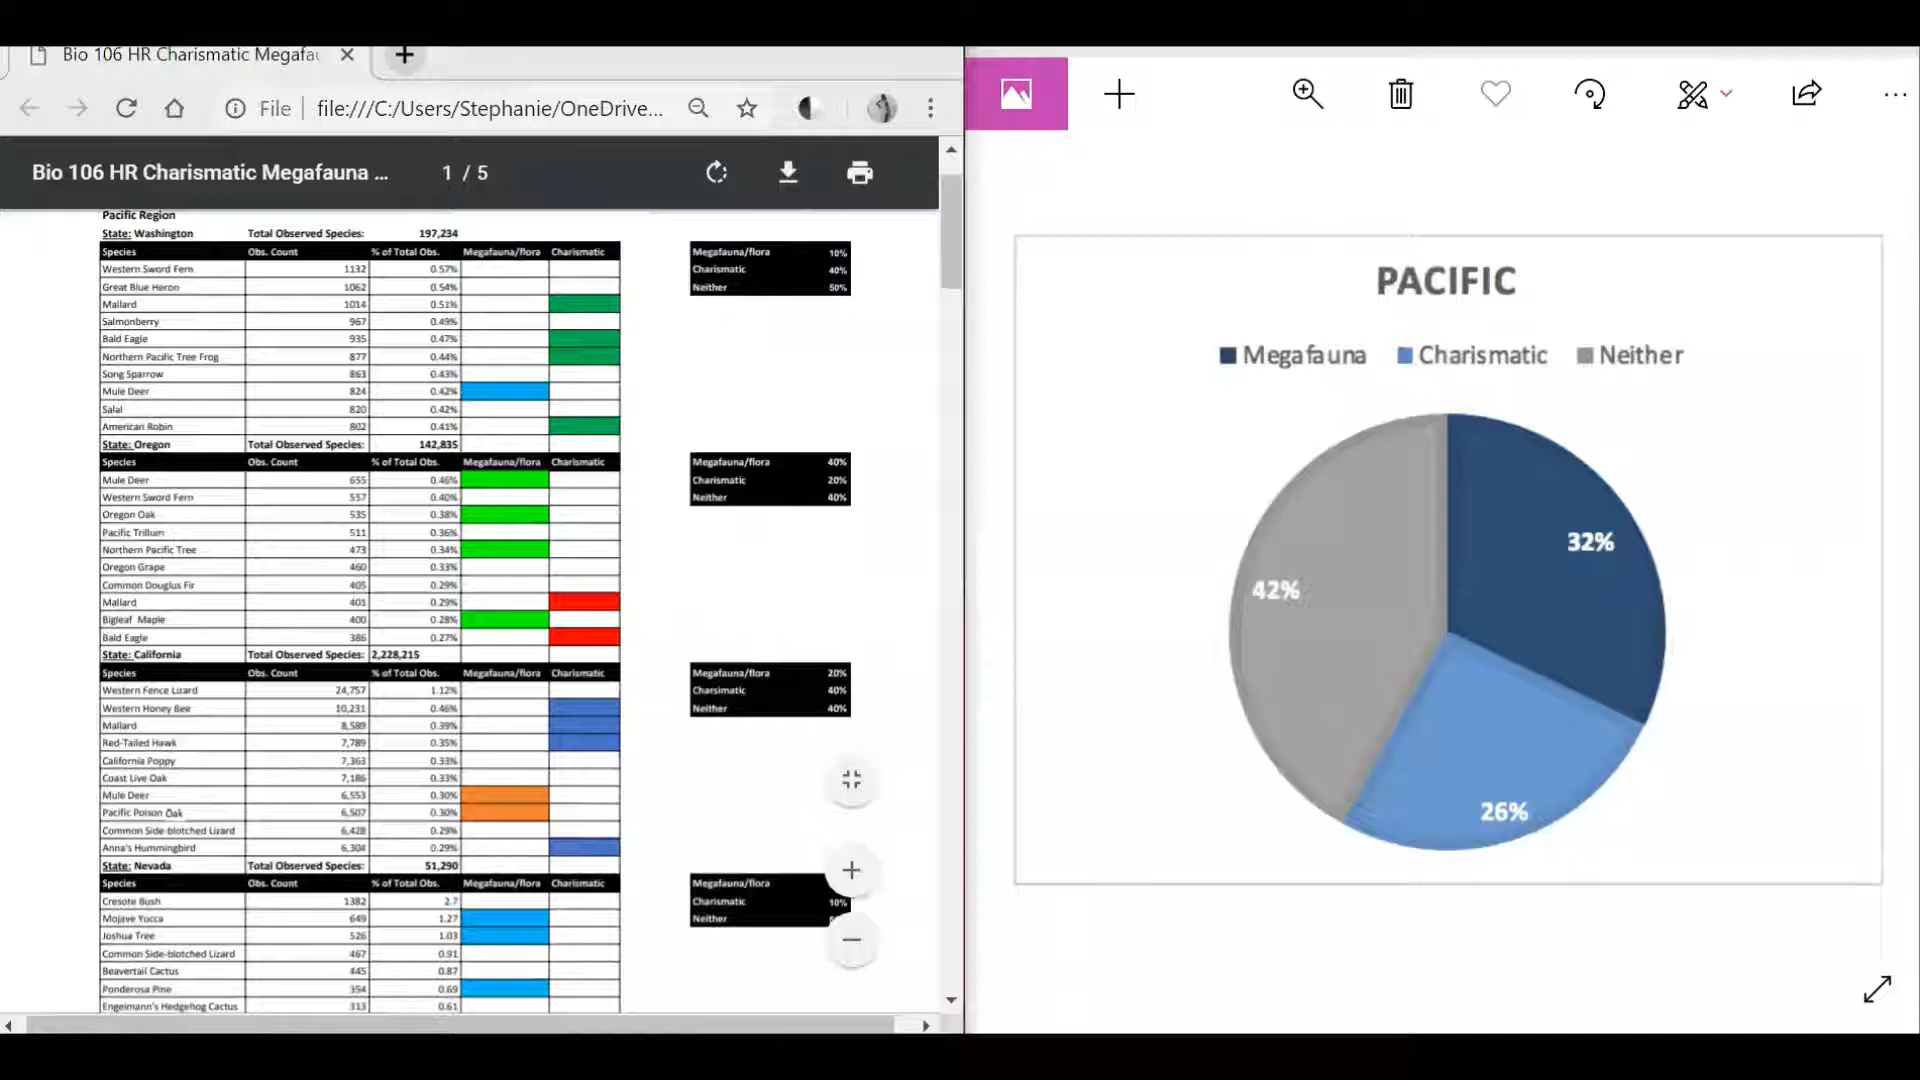 Bio 106 HR Charismatic Megafau
File file:///C:/Users/Stephanie/OneDrive...
Bio 106 HR Charismatic Megafauna ... 1 / 5
Pacific Region
State: Washington Total Observed Species: 197,234
Species Obs. Count % of Total Obs. Megafauna/flora Charismatic
Western Sword Fern 1132 0.57%
Great Blue Heron 1062 0.54%
Mallard 1014 0.51%
Salmonberry 967 0.49%
Bald Eagle 935 0.47%
Northern Pacific Tree Frog 877 0.44%
Song Sparrow 863 0.43%
Mule Deer 824 0.42%
Salal 820 0.42%
American Robin 802 0.41%
State: Oregon Total Observed Species: 142,835
Species Obs. Count % of Total Obs. Megafauna/flora Charismatic
Mule Deer 655 0.46%
Western Sword Fern 557 0.40%
Oregon Oak 535 0.38%
Pacific Trillum 511 0.36%
Northern Pacific Tree 473 0.34%
Oregon Grape 460 0.33%
Common Douglus Fir 405 0.29%
Mallard 401 0.29%
Bigleaf Maple 400 0.28%
Bald Eagle 386 0.27%
State: California Total Observed Species: 2,228,215
Species Obs. Count % of Total Obs. Megafauna/flora Charismatic
Western Fence Lizard 24,757 1.12%
Western Honey Bee 10,231 0.46%
Mallard 8,589 0.39%
Red-Tailed Hawk 7,789 0.35%
California Poppy 7,363 0.33%
Coast Live Oak 7,186 0.33%
Mule Deer 6,553 0.30%
Pacific Poison Oak 6,507 0.30%
Common Side-blotched Lizard 6,428 0.29%
Anna's Hummingbird 6,304 0.29%
State: Nevada Total Observed Species: 51,290
Species Obs. Count % of Total Obs. Megafauna/flora Charismatic
Cresote Bush 1382 2.7
Mojave Yucca 649 1.27
Joshua Tree 526 1.03
Common Side-blotched Lizard 467 0.91
Beavertail Cactus 445 0.87
Ponderosa Pine 354 0.69
Engelmann's Hedgehog Cactus 313 0.61
Megafauna/flora 10%
Charismatic 40%
Neither 50%
Megafauna/flora 40%
Charismatic 20%
Neither 40%
Megafauna/flora 20%
Charsimatic 40%
Neither 40%
Megafauna/flora
Charismatic 10%
Neither
PACIFIC
Megafauna Charismatic Neither
32%
42%
26%